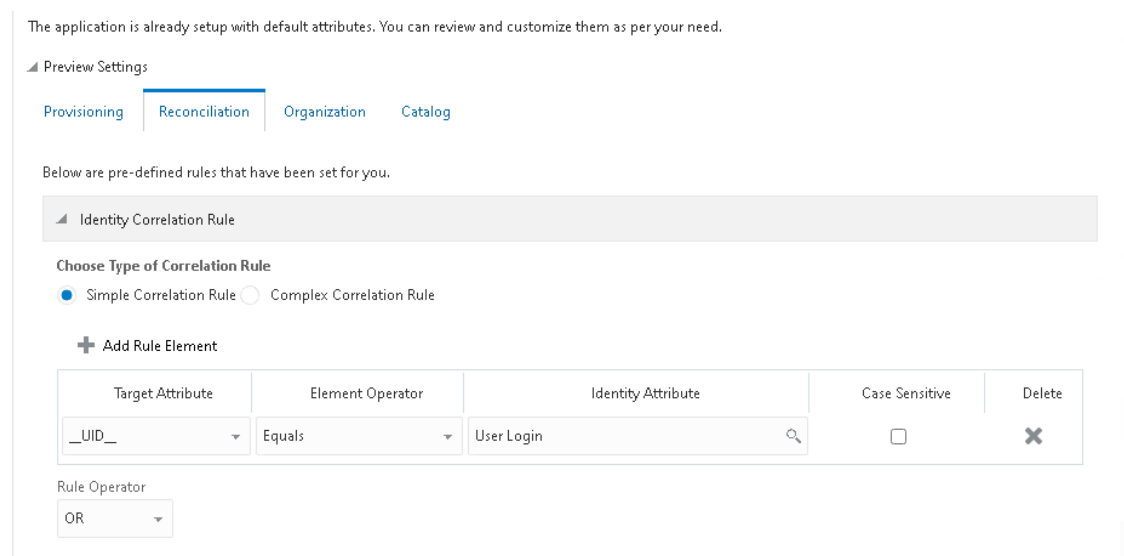 The application is already setup with default attributes. You can review and customize them as per your need.
Preview Settings
Provisioning Reconciliation Organization Catalog
Below are pre-defined rules that have been set for you.
Identity Correlation Rule
Choose Type of Correlation Rule
Simple Correlation Rule Complex Correlation Rule
Add Rule Element
Target Attribute Element Operator Identity Attribute Case Sensitive Delete
__UID__ Equals User Login
Rule Operator
OR